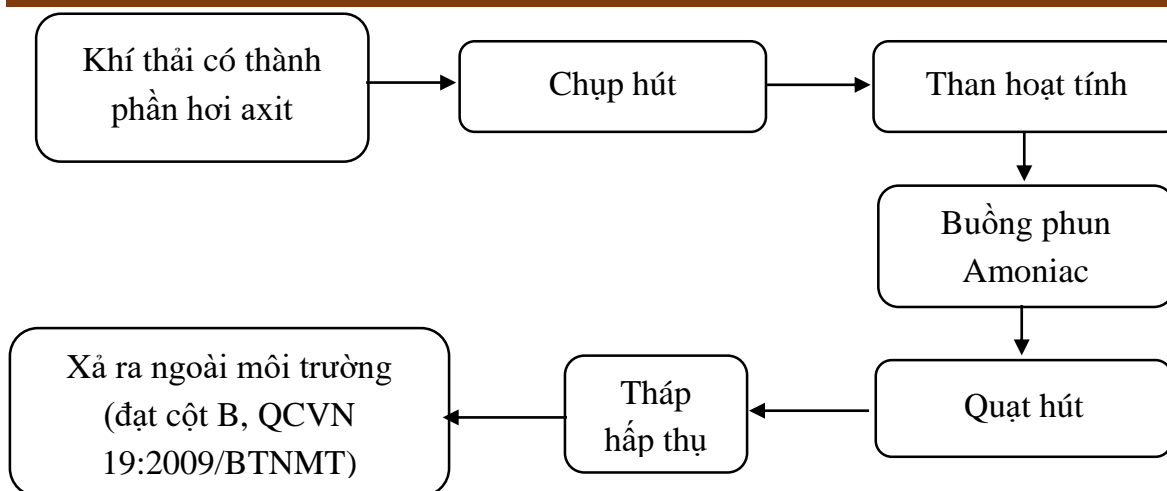 Khí thải có thành
phần hơi axit
Chụp hút
Than hoạt tính
Buồng phun
Amoniac
Quạt hút
Tháp
hấp thụ
Xả ra ngoài môi trường
(đạt cột B, QCVN
19:2009/BTNMT)